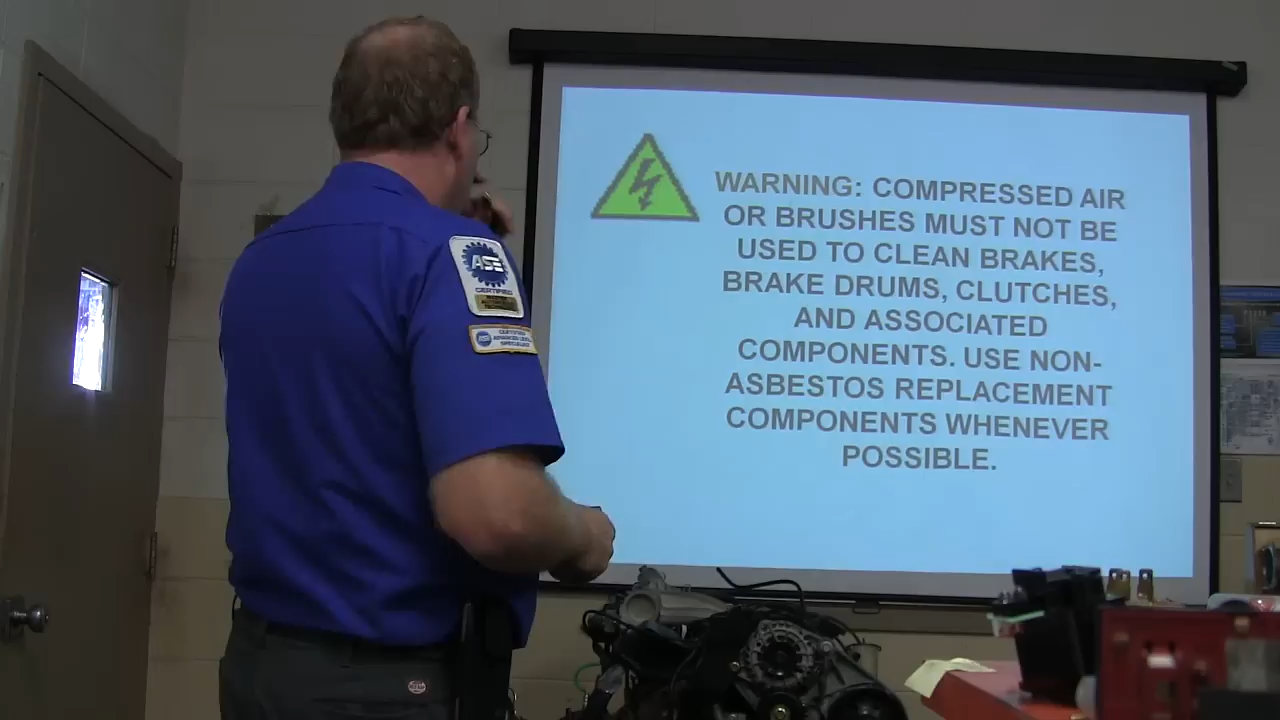 WARNING: COMPRESSED AIR
OR BRUSHES MUST NOT BE
USED TO CLEAN BRAKES,
BRAKE DRUMS, CLUTCHES,
AND ASSOCIATED
COMPONENTS. USE NON-
ASBESTOS REPLACEMENT
COMPONENTS WHENEVER
POSSIBLE.
ASE
CERTIFIED